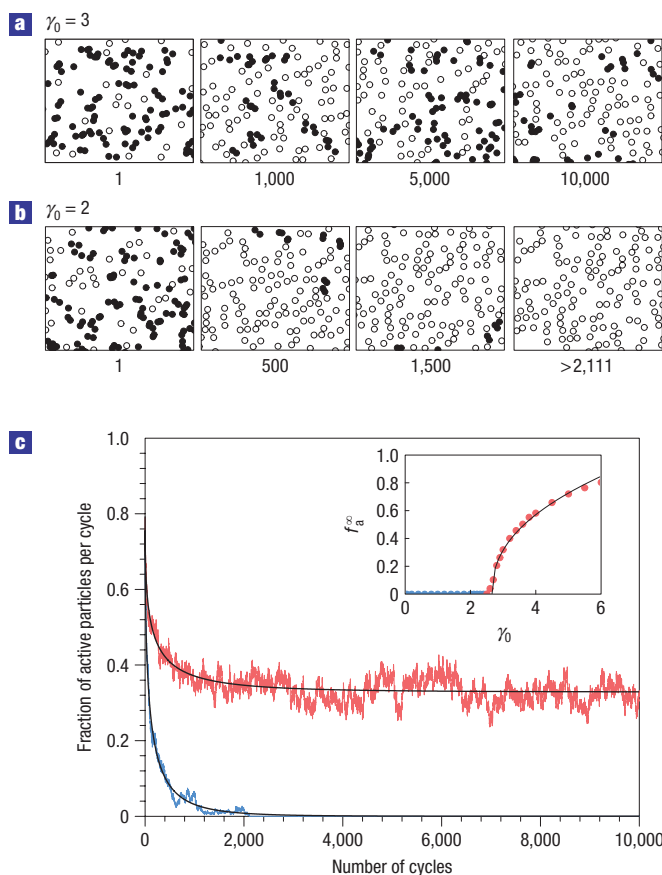 a γ0 = 3
1 1,000 5,000 10,000
b γ0 = 2
1 500 1,500 >2,111
c
1.0
0.8
0.6
0.4
0.2
0
Fraction of active particles per cycle
0 2,000 4,000 6,000 8,000 10,000
Number of cycles
1.0
0.8
0.6
0.4
0.2
0
f a ∞
0 2 4 6
γ0